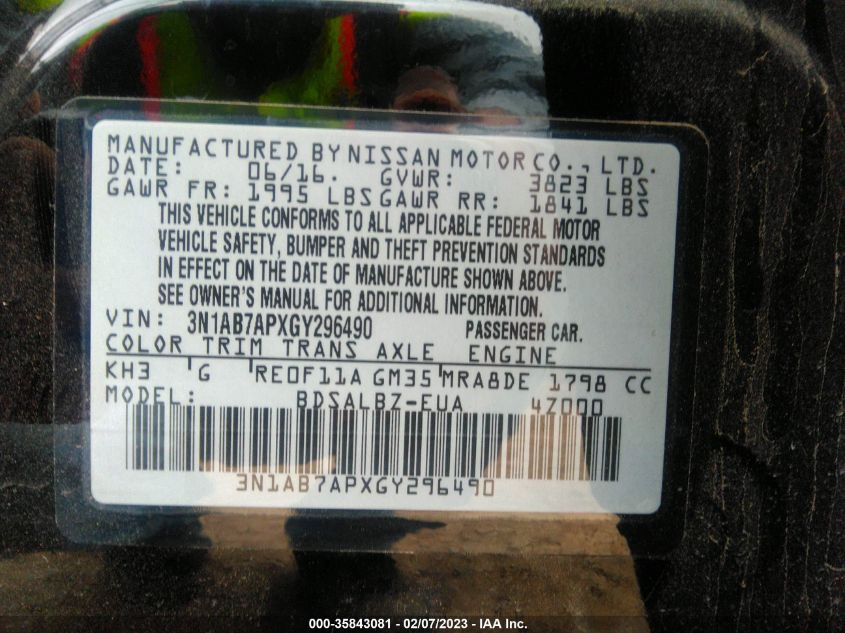 MANUFACTURED BY NISSAN MOTOR CO., LTD.
DATE: 06/16. GVWR: 3823 LBS
GAWR FR: 1995 LBS GAWR RR: 1841 LBS
THIS VEHICLE CONFORMS TO ALL APPLICABLE FEDERAL MOTOR
VEHICLE SAFETY, BUMPER AND THEFT PREVENTION STANDARDS
IN EFFECT ON THE DATE OF MANUFACTURE SHOWN ABOVE.
SEE OWNER'S MANUAL FOR ADDITIONAL INFORMATION.
VIN: 3N1AB7APXGY296490 PASSENGER CAR.
COLOR TRIM TRANS AXLE ENGINE
KH3 G RE0F11A GM35 MRA8DE 1798 CC
MODEL: BDSALBZ-EUA 4Z000
3N1AB7APXGY296490
000-35843081 - 02/07/2023 - IAA Inc.